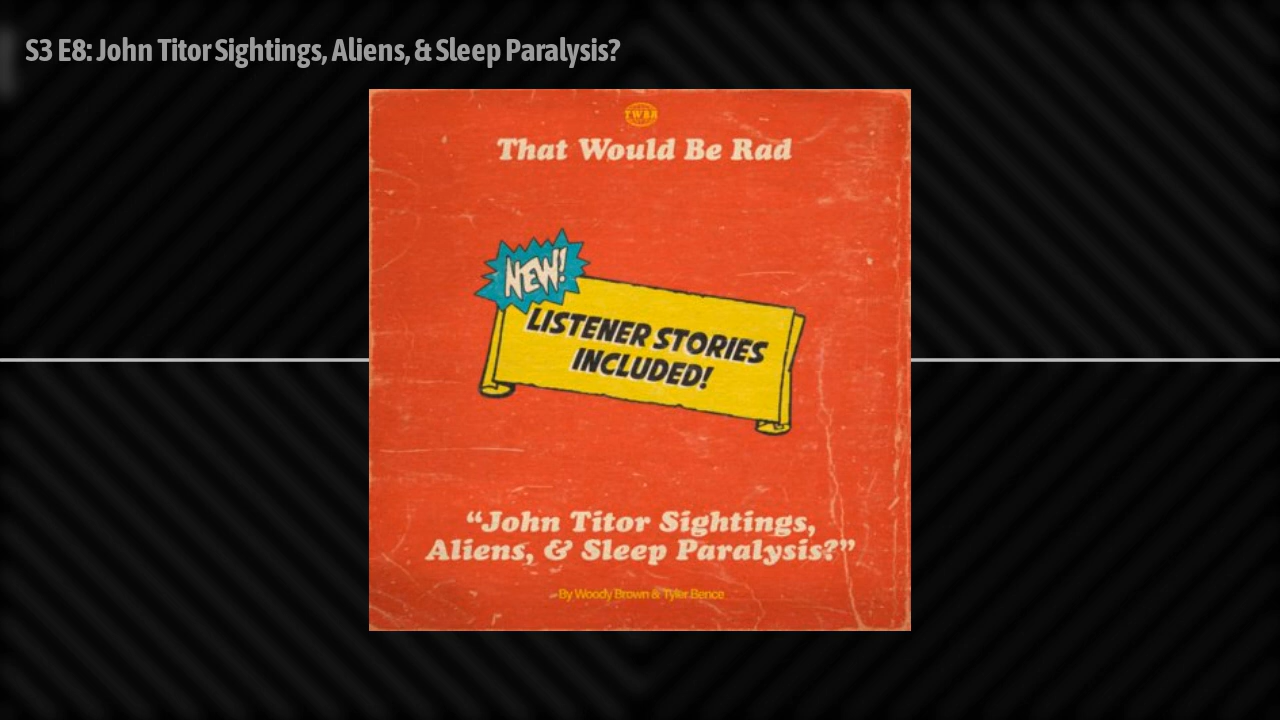 S3 E8: John Titor Sightings, Aliens, & Sleep Paralysis?
TWBR
That Would Be Rad
NEW!
LISTENER STORIES
INCLUDED!
“John Titor Sightings,
Aliens, & Sleep Paralysis?”
By Woody Brown & Tyler Bence